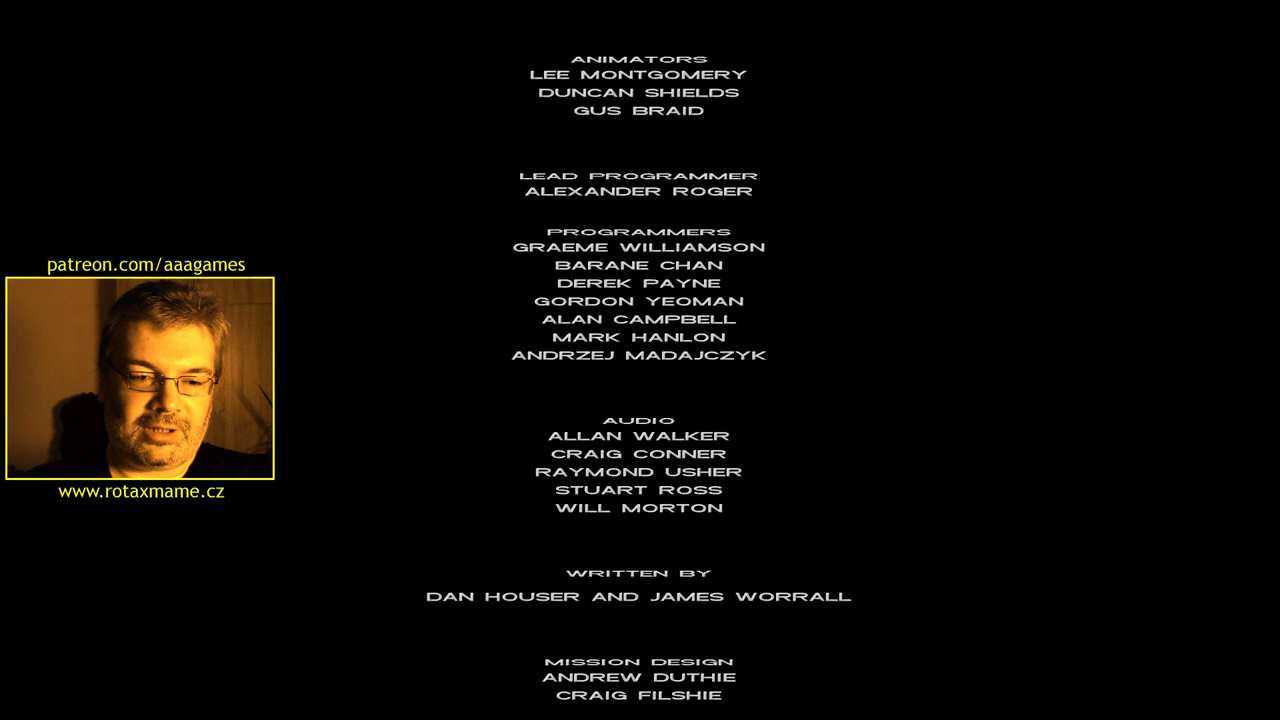 ANIMATORS
LEE MONTGOMERY
DUNCAN SHIELDS
GUS BRAID
LEAD PROGRAMMER
ALEXANDER ROGER
PROGRAMMERS
GRAEME WILLIAMSON
BARANE CHAN
DEREK PAYNE
GORDON YEOMAN
ALAN CAMPBELL
MARK HANLON
ANDRZEJ MADAJCZYK
AUDIO
ALLAN WALKER
CRAIG CONNER
RAYMOND USHER
STUART ROSS
WILL MORTON
WRITTEN BY
DAN HOUSER AND JAMES WORRALL
MISSION DESIGN
ANDREW DUTHIE
CRAIG FILSHIE
patreon.com/aaagames
www.rotaxmame.cz